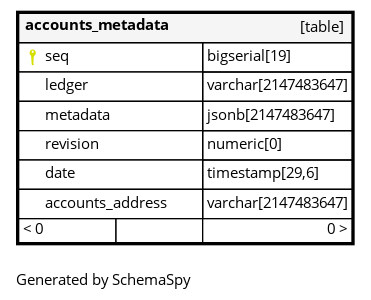 accounts_metadata [table]
seq bigserial[19]
ledger varchar[2147483647]
metadata jsonb[2147483647]
revision numeric[0]
date timestamp[29,6]
accounts_address varchar[2147483647]
< 0 0 >
Generated by SchemaSpy